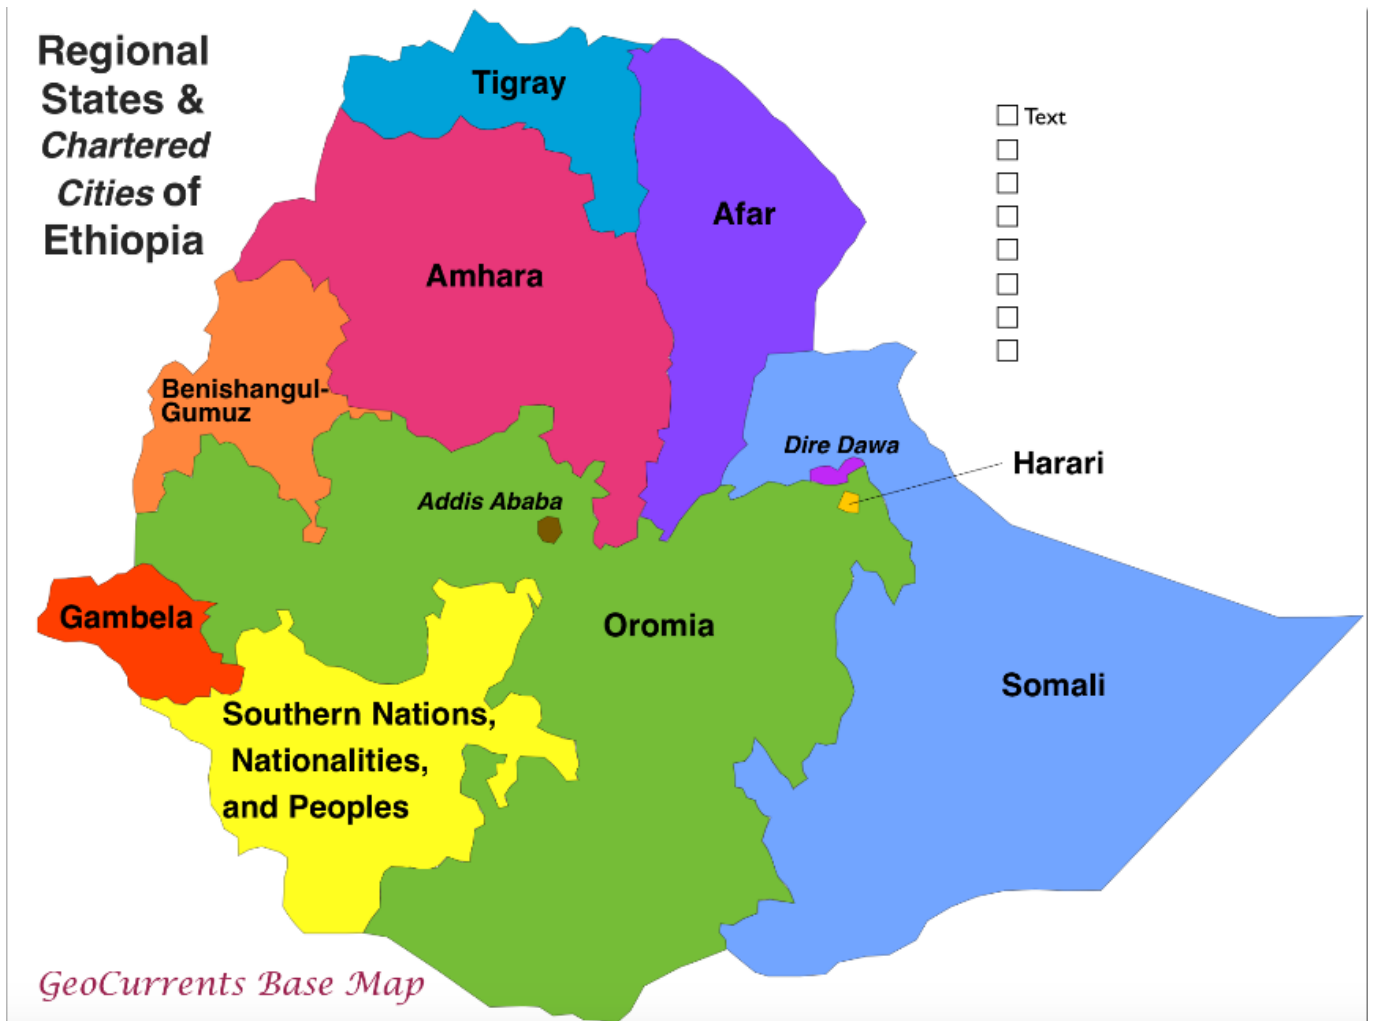 Regional
States &
Chartered
Cities of
Ethiopia
Tigray
Text
Afar
Amhara
Benishangul-
Gumuz
Dire Dawa
Harari
Addis Ababa
Gambela
Oromia
Somali
Southern Nations,
Nationalities,
and Peoples
GeoCurrents Base Map